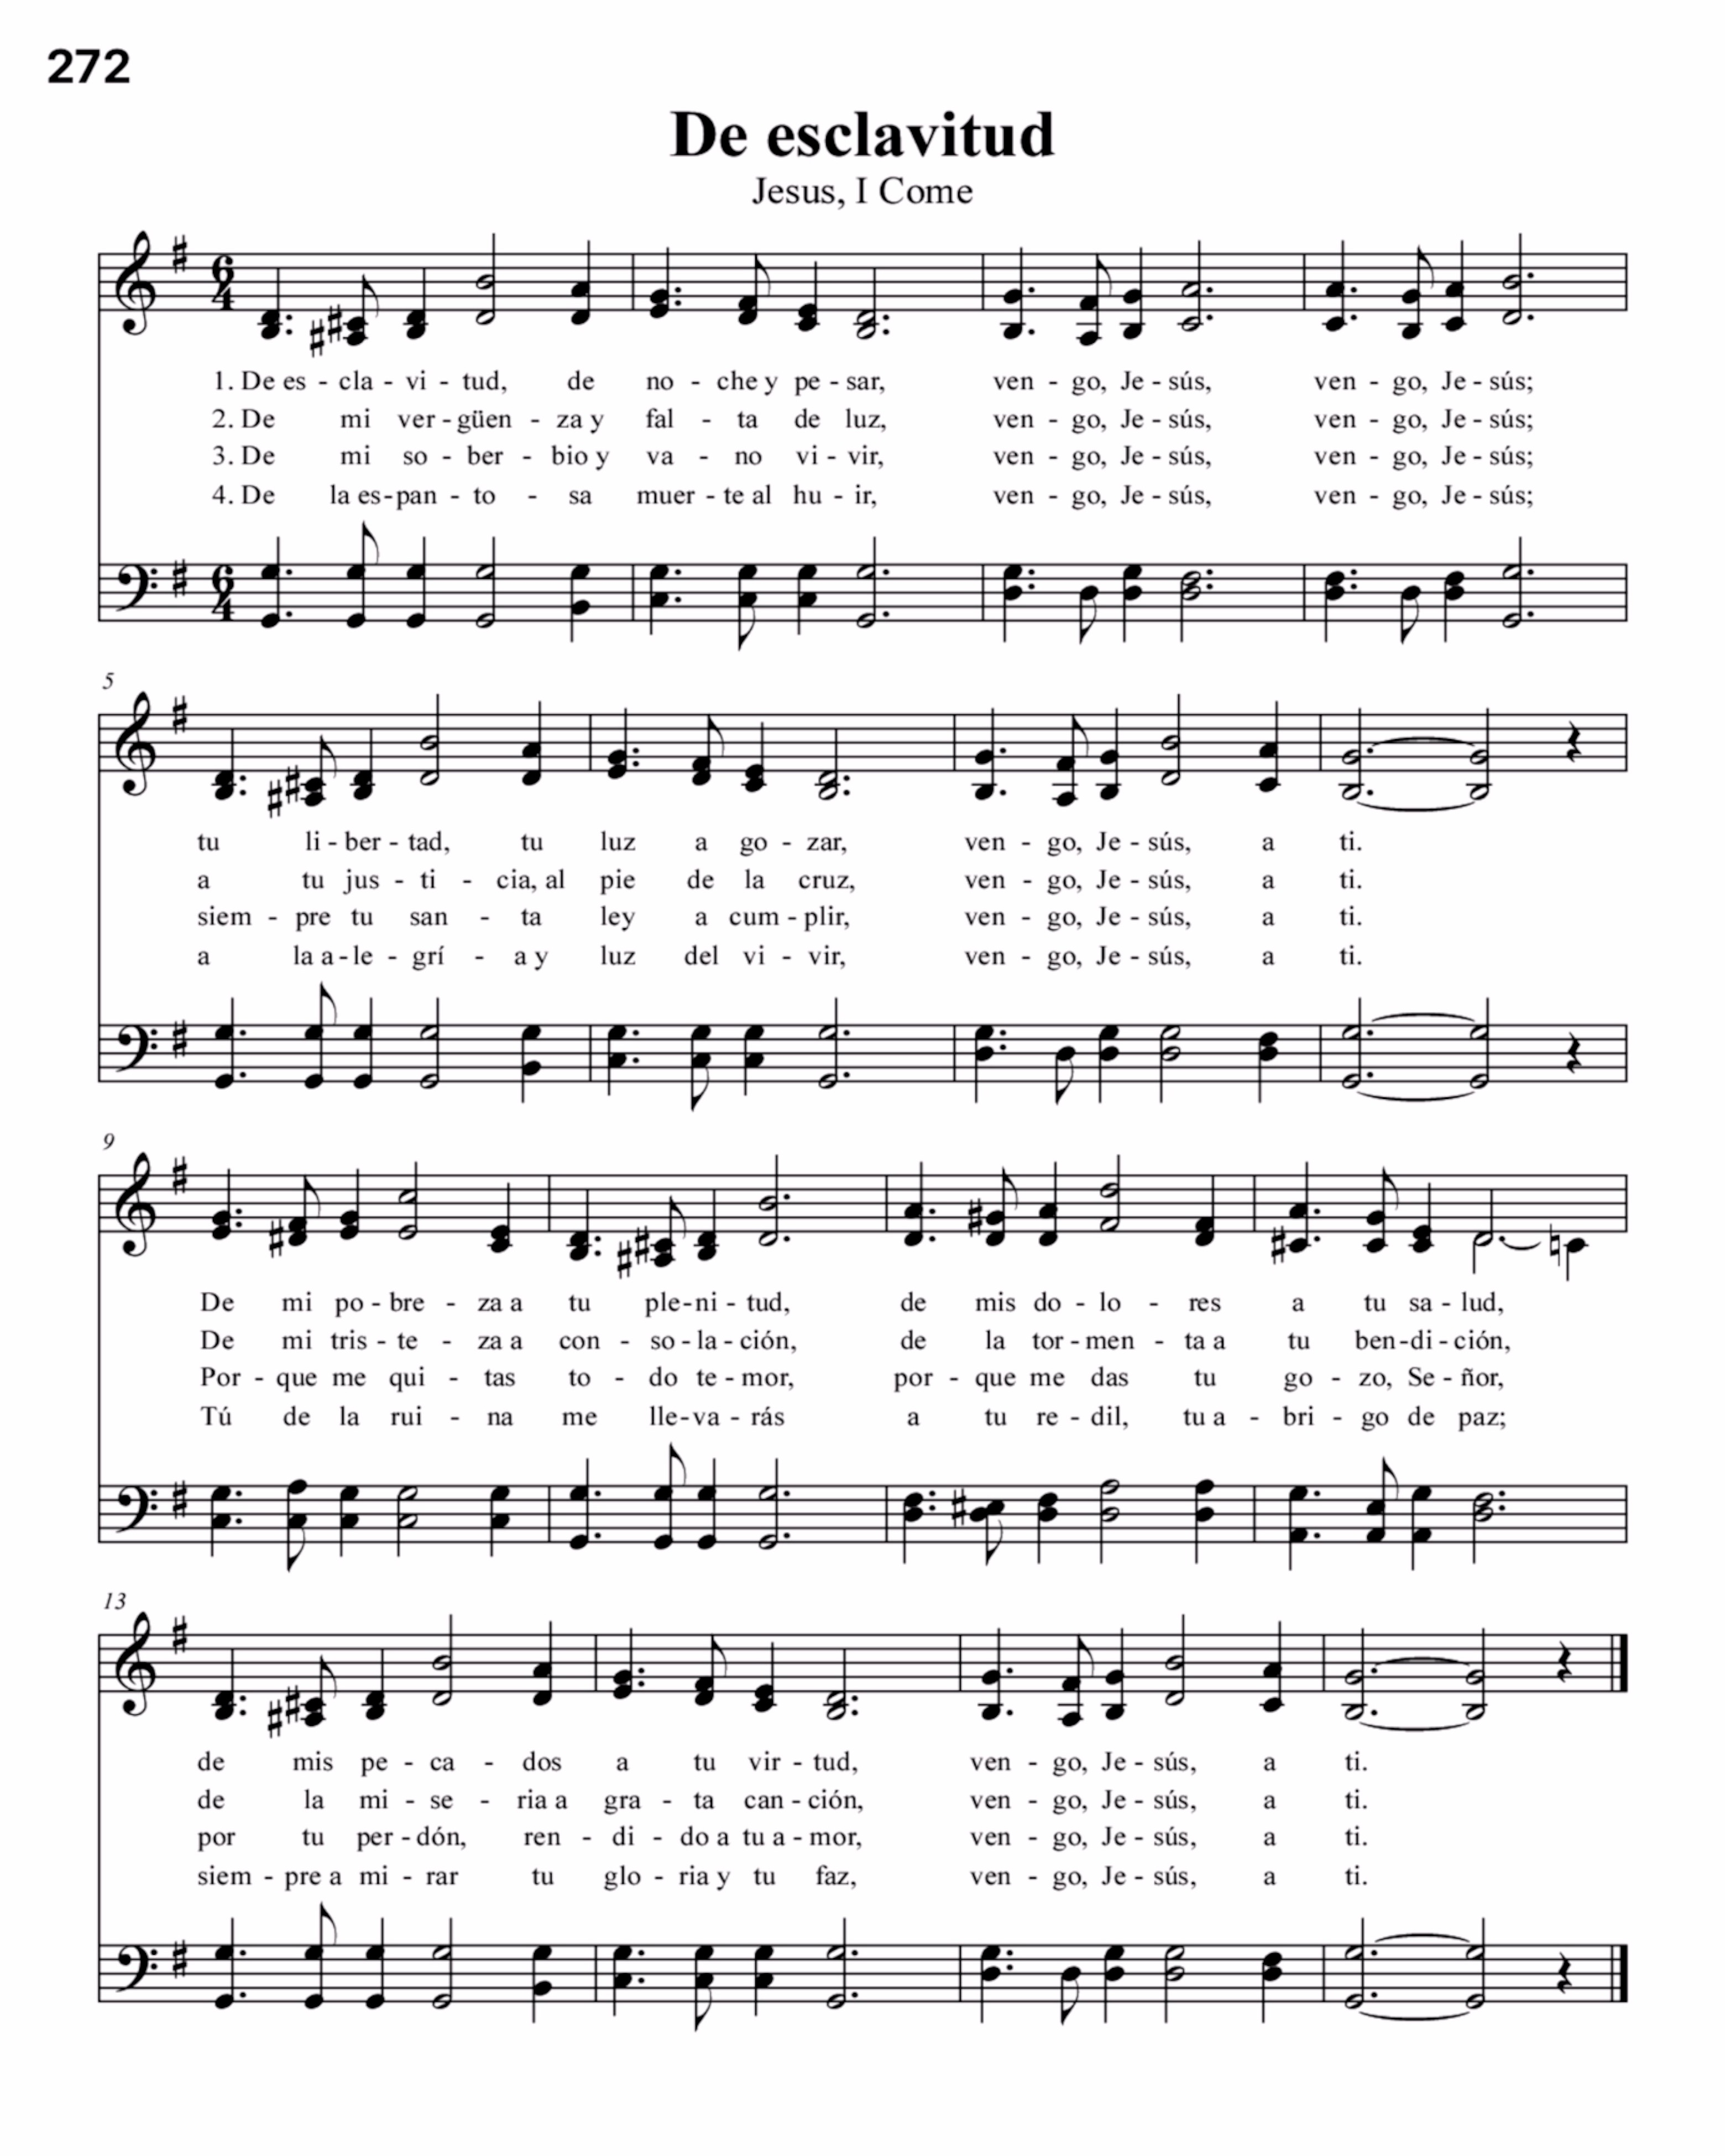 272
De esclavitud
Jesus, I Come
1. De es - cla - vi - tud, de no - che y pe - sar, ven - go, Je - sús, ven - go, Je - sús;
2. De mi ver - güen - za y fal - ta de luz, ven - go, Je - sús, ven - go, Je - sús;
3. De mi so - ber - bio y va - no vi - vir, ven - go, Je - sús, ven - go, Je - sús;
4. De la es - pan - to - sa muer - te al hu - ir, ven - go, Je - sús, ven - go, Je - sús;
5
tu li - ber - tad, tu luz a go - zar, ven - go, Je - sús, a ti.
a tu jus - ti - cia, al pie de la cruz, ven - go, Je - sús, a ti.
siem - pre tu san - ta ley a cum - plir, ven - go, Je - sús, a ti.
a la a - le - grí - a y luz del vi - vir, ven - go, Je - sús, a ti.
9
De mi po - bre - za a tu ple - ni - tud, de mis do - lo - res a tu sa - lud,
De mi tris - te - za a con - so - la - ción, de la tor - men - ta a tu ben - di - ción,
Por - que me qui - tas to - do te - mor, por - que me das tu go - zo, Se - ñor,
Tú de la rui - na me lle - va - rás a tu re - dil, tu a - bri - go de paz;
13
de mis pe - ca - dos a tu vir - tud, ven - go, Je - sús, a ti.
de la mi - se - ria a gra - ta can - ción, ven - go, Je - sús, a ti.
por tu per - dón, ren - di - do a tu a - mor, ven - go, Je - sús, a ti.
siem - pre a mi - rar tu glo - ria y tu faz, ven - go, Je - sús, a ti.